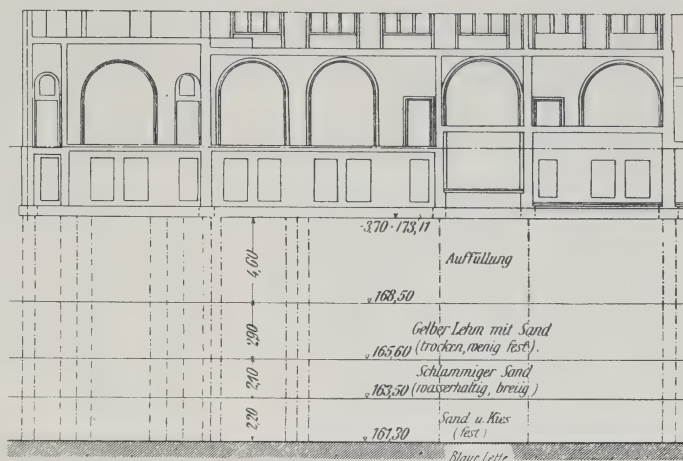 -3,70 · 173,11
4,60
Auffüllung
168,50
2,90
Gelber Lehm mit Sand
(trocken, wenig fest).
165,60
2,10
Schlammiger Sand
163,50 (wasserhaltig, breiig)
2,20
Sand u. Kies
(fest)
161,30
Blaue Lette